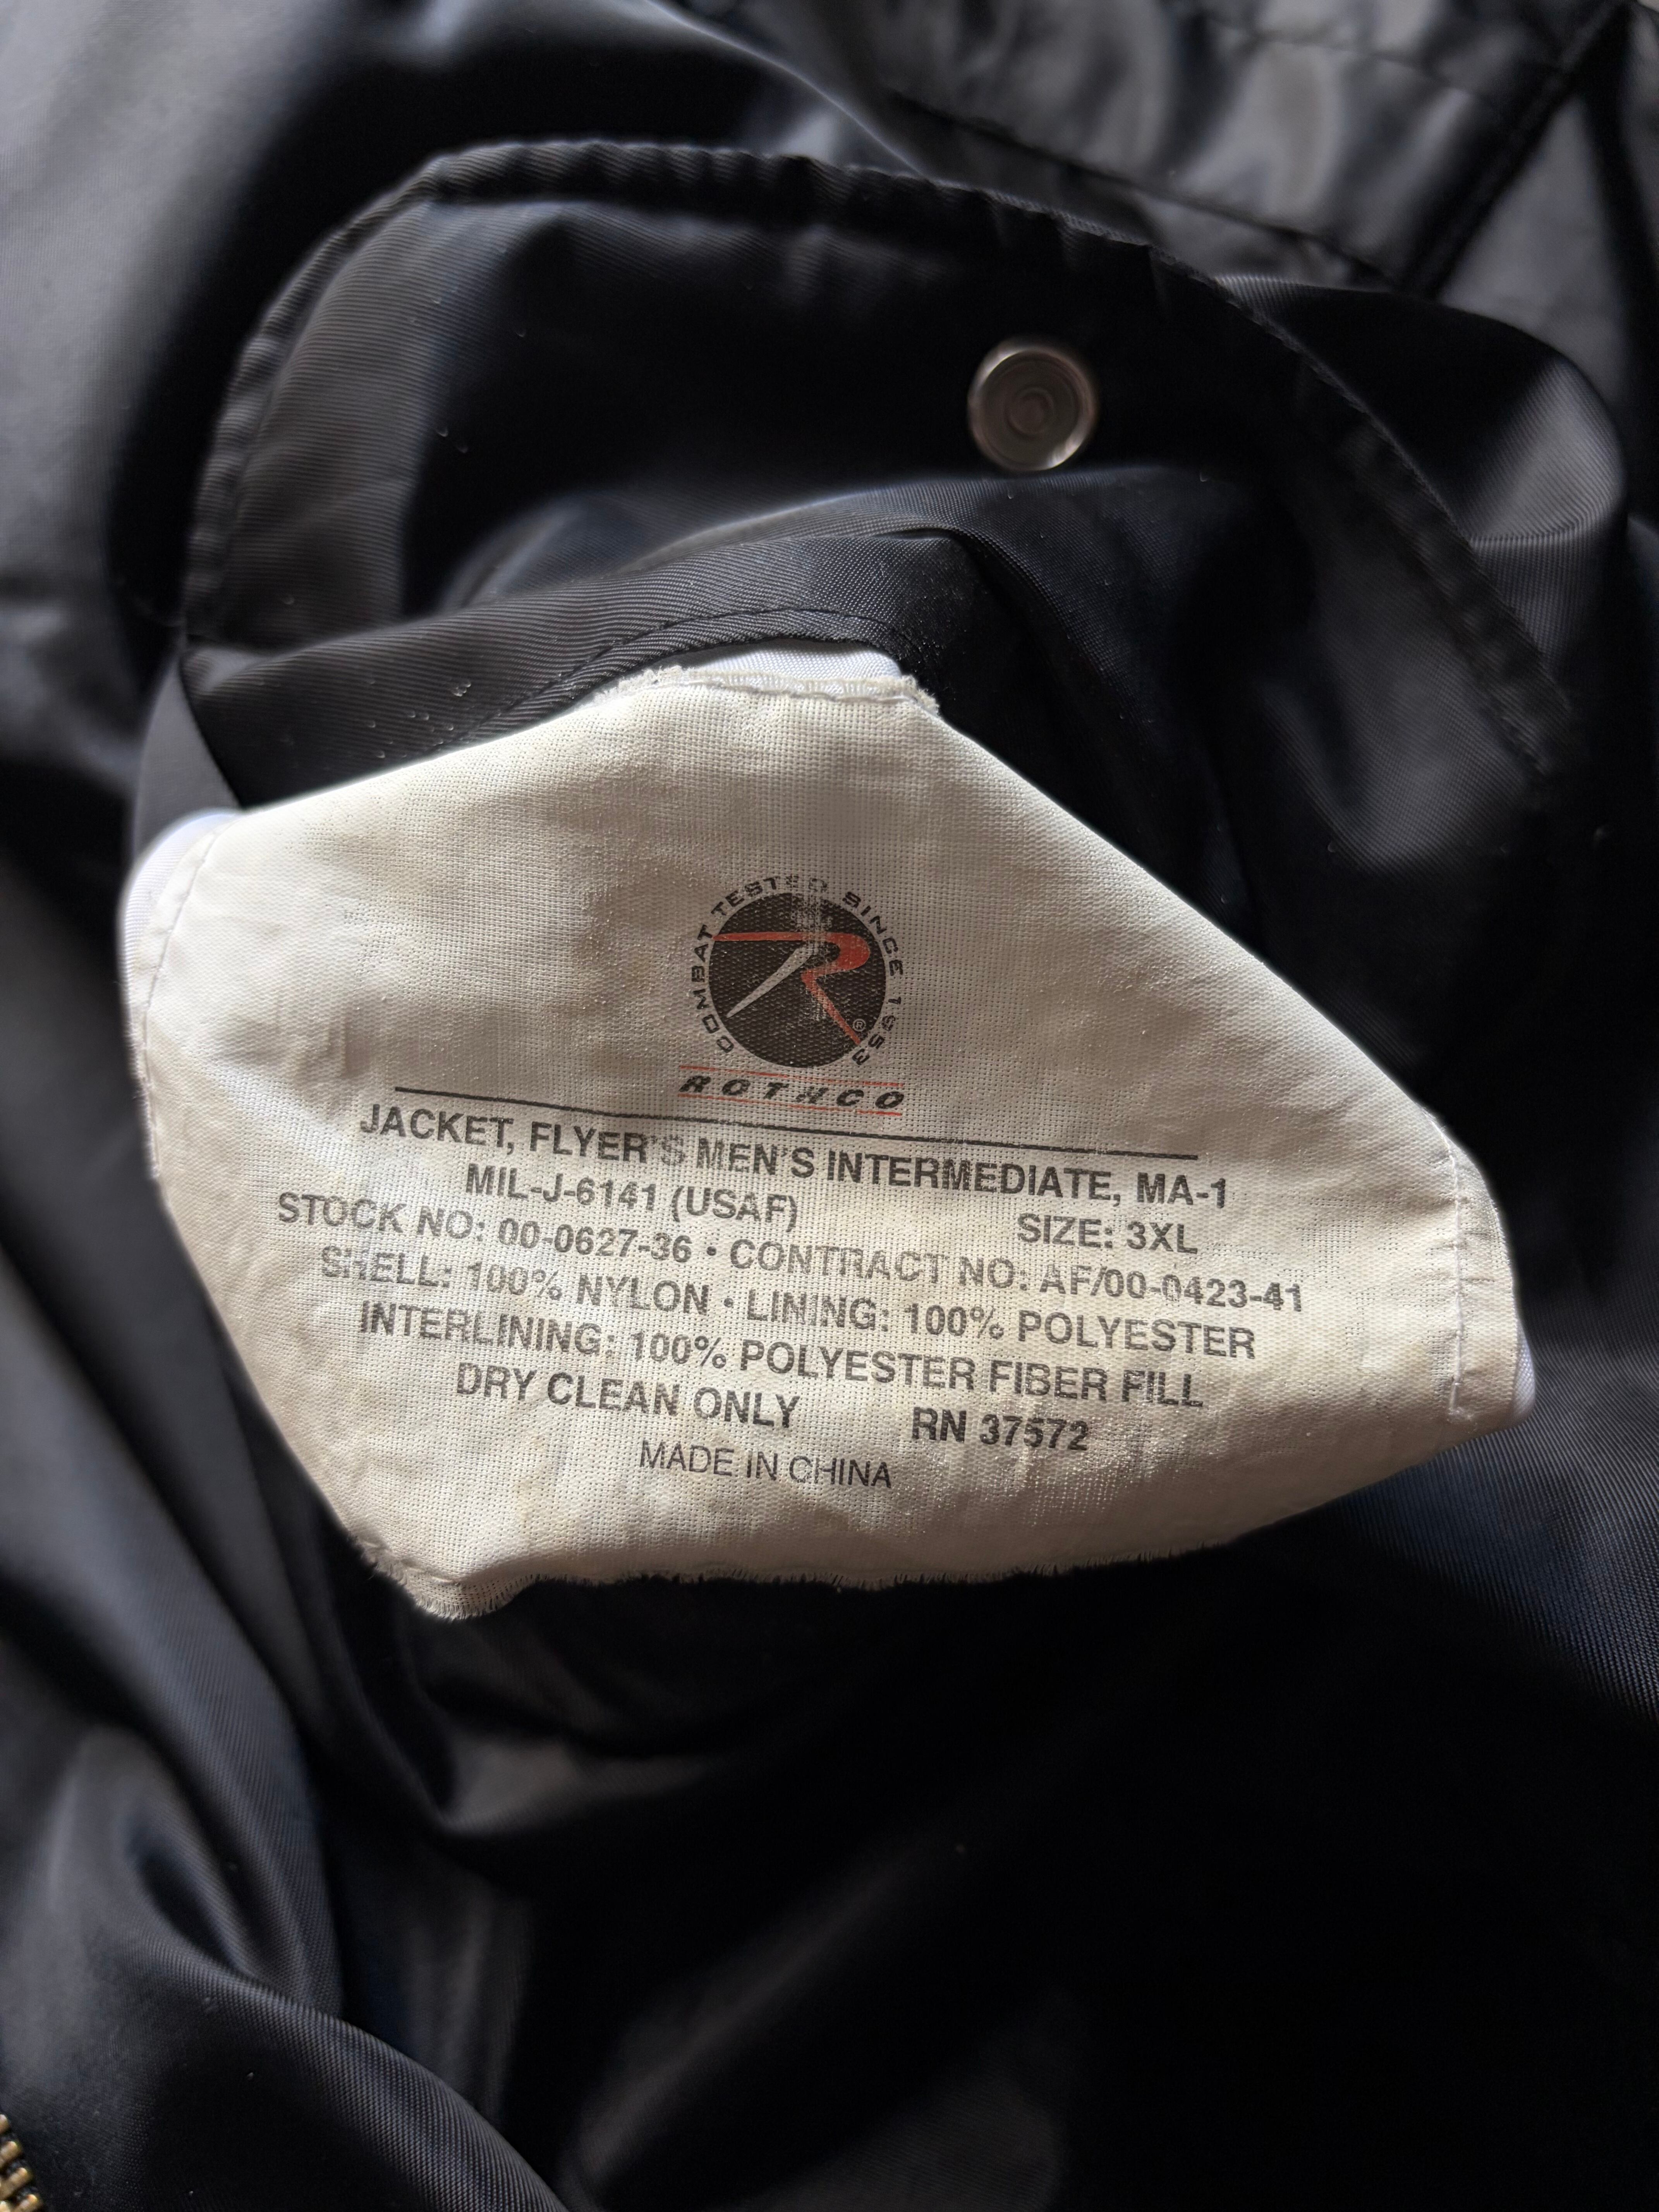 COMBAT TESTED SINCE 1953
R®
ROTHCO
JACKET, FLYER'S MEN'S INTERMEDIATE, MA-1
MIL-J-6141 (USAF) SIZE: 3XL
STOCK NO: 00-0627-36 • CONTRACT NO: AF/00-0423-41
SHELL: 100% NYLON • LINING: 100% POLYESTER
INTERLINING: 100% POLYESTER FIBER FILL
DRY CLEAN ONLY RN 37572
MADE IN CHINA